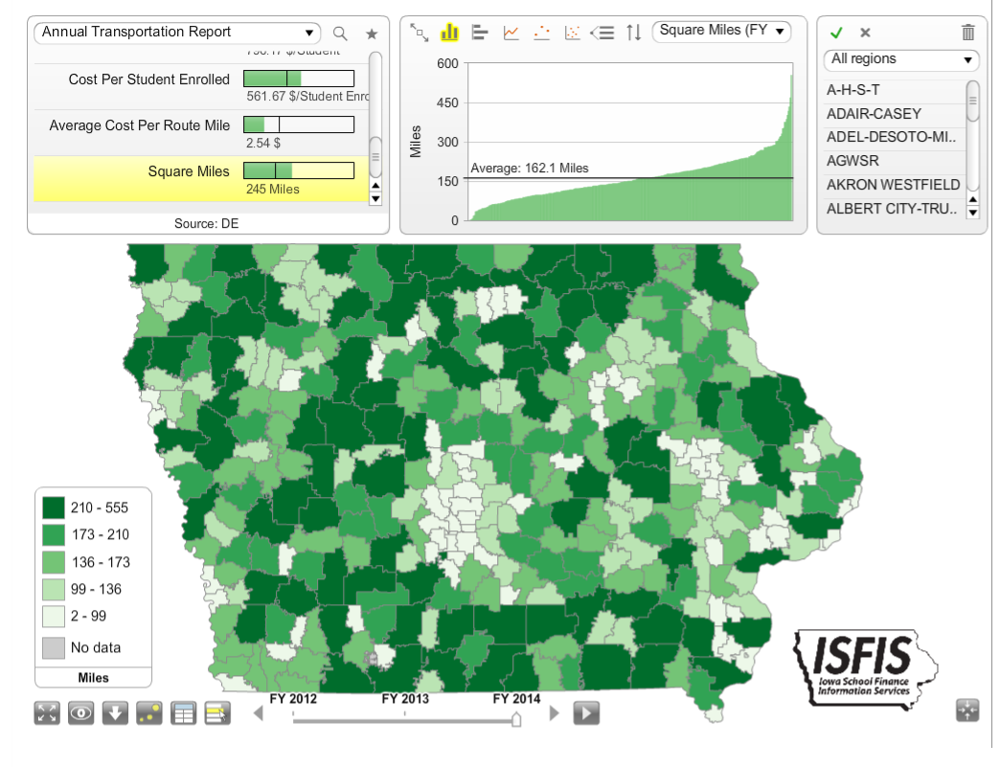 Annual Transportation Report
Cost Per Student Enrolled
561.67 $/Student Enro
Average Cost Per Route Mile
2.54 $
Square Miles
245 Miles
Source: DE
Square Miles (FY
600
450
300
150
0
Miles
Average: 162.1 Miles
All regions
A-H-S-T
ADAIR-CASEY
ADEL-DESOTO-MI..
AGWSR
AKRON WESTFIELD
ALBERT CITY-TRU..
210 - 555
173 - 210
136 - 173
99 - 136
2 - 99
No data
Miles
ISFIS
Iowa School Finance
Information Services
FY 2012
FY 2013
FY 2014